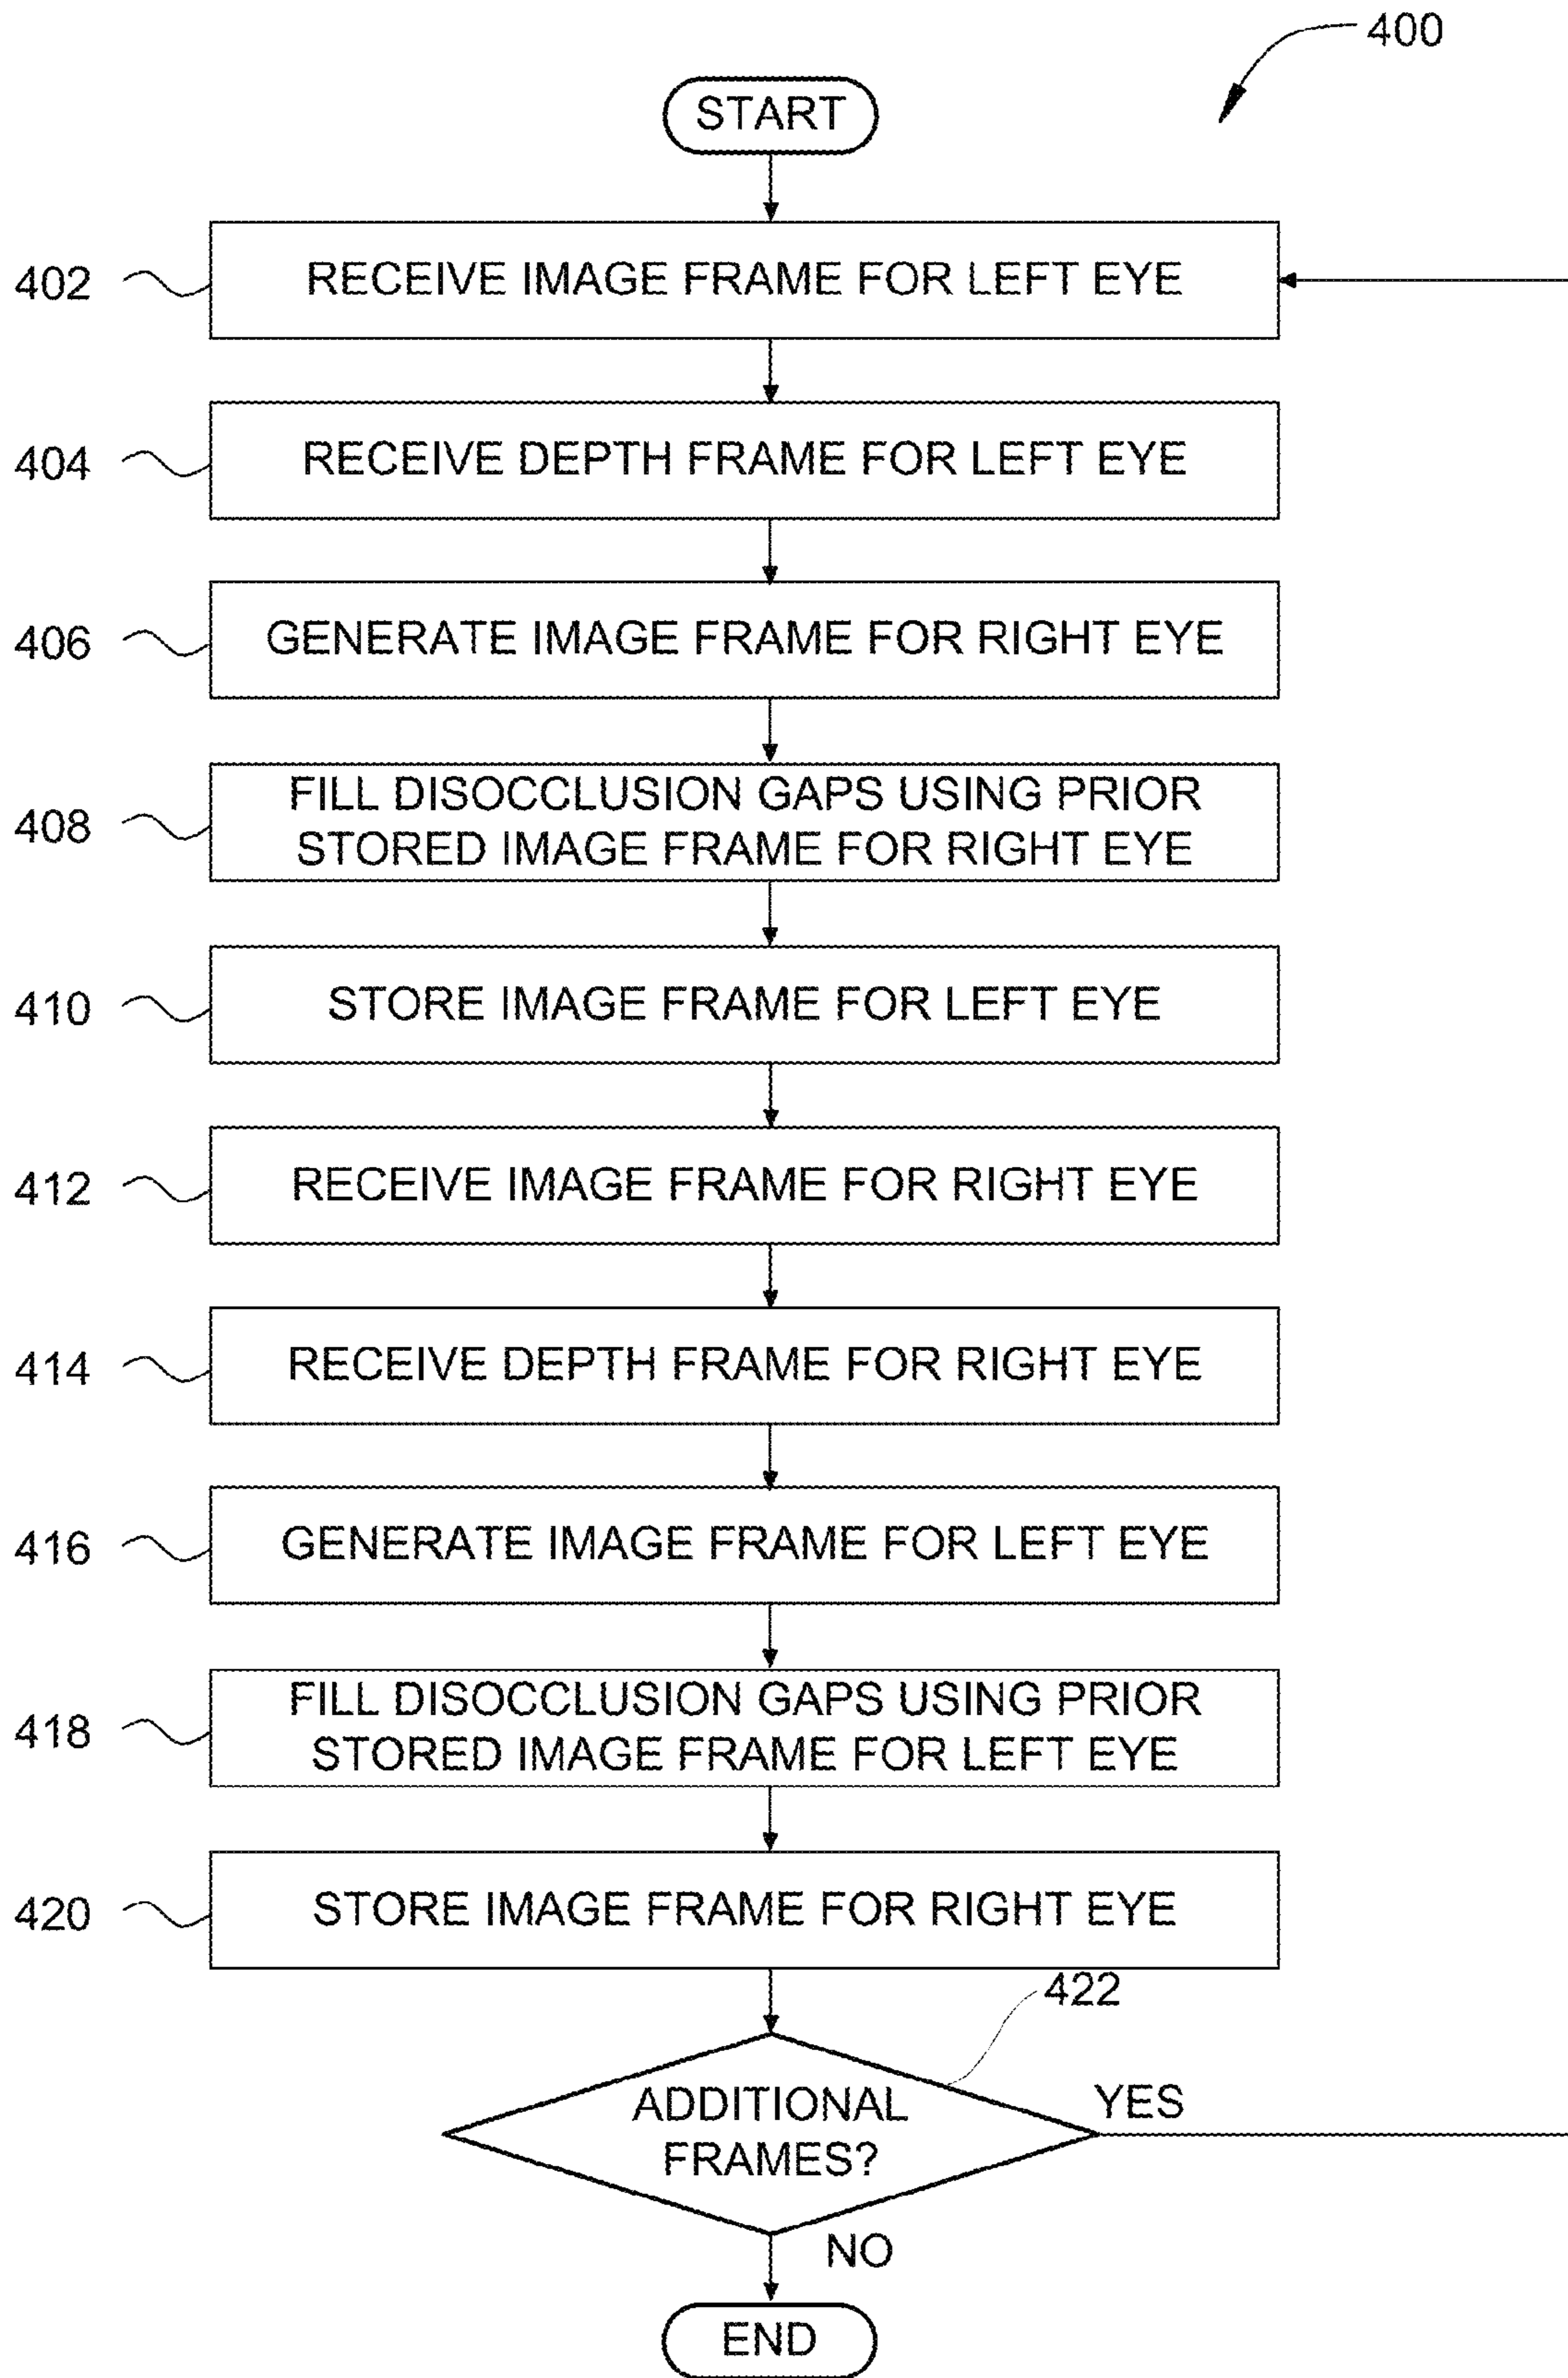 400
START
402
RECEIVE IMAGE FRAME FOR LEFT EYE
404
RECEIVE DEPTH FRAME FOR LEFT EYE
406
GENERATE IMAGE FRAME FOR RIGHT EYE
408
FILL DISOCCLUSION GAPS USING PRIOR
STORED IMAGE FRAME FOR RIGHT EYE
410
STORE IMAGE FRAME FOR LEFT EYE
412
RECEIVE IMAGE FRAME FOR RIGHT EYE
414
RECEIVE DEPTH FRAME FOR RIGHT EYE
416
GENERATE IMAGE FRAME FOR LEFT EYE
418
FILL DISOCCLUSION GAPS USING PRIOR
STORED IMAGE FRAME FOR LEFT EYE
420
STORE IMAGE FRAME FOR RIGHT EYE
422
ADDITIONAL
FRAMES?
YES
NO
END